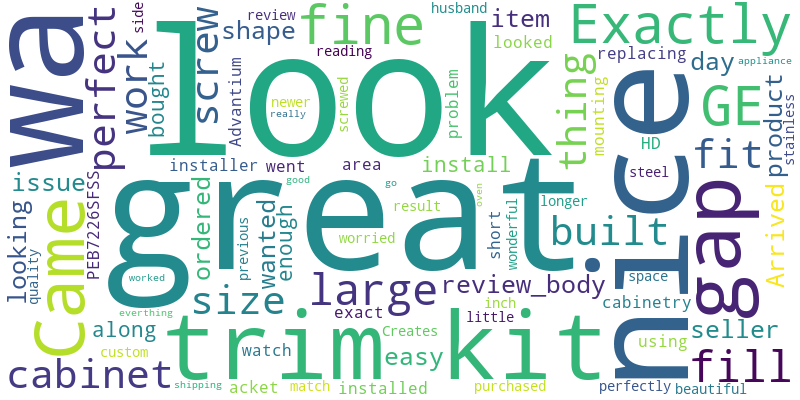 Wa
look
great
trim kit
nice
gap
Came
Exactly
GE
fine
screw
perfect
work
bought
shape
item
looked
husband
review
side
reading
newer
really
screwed
problem
Advantium
thing
mounting
replacing
day
appliance
HD
fit
product
stainless
steel
installer
went
area
install
issue
PEB7226SFSS
looking
quality
ordered
previous
wanted
enough
good
result
worried
go
oven
short
wonderful
longer
built
Arrived
worked
size
large
review_body
space
cabinetry
exact
inch
little
seller
everything
along
custom
watch
Creates
easy
using
fill
cabinet
shipping
acket
match
installed
purchased
perfectly
beautiful